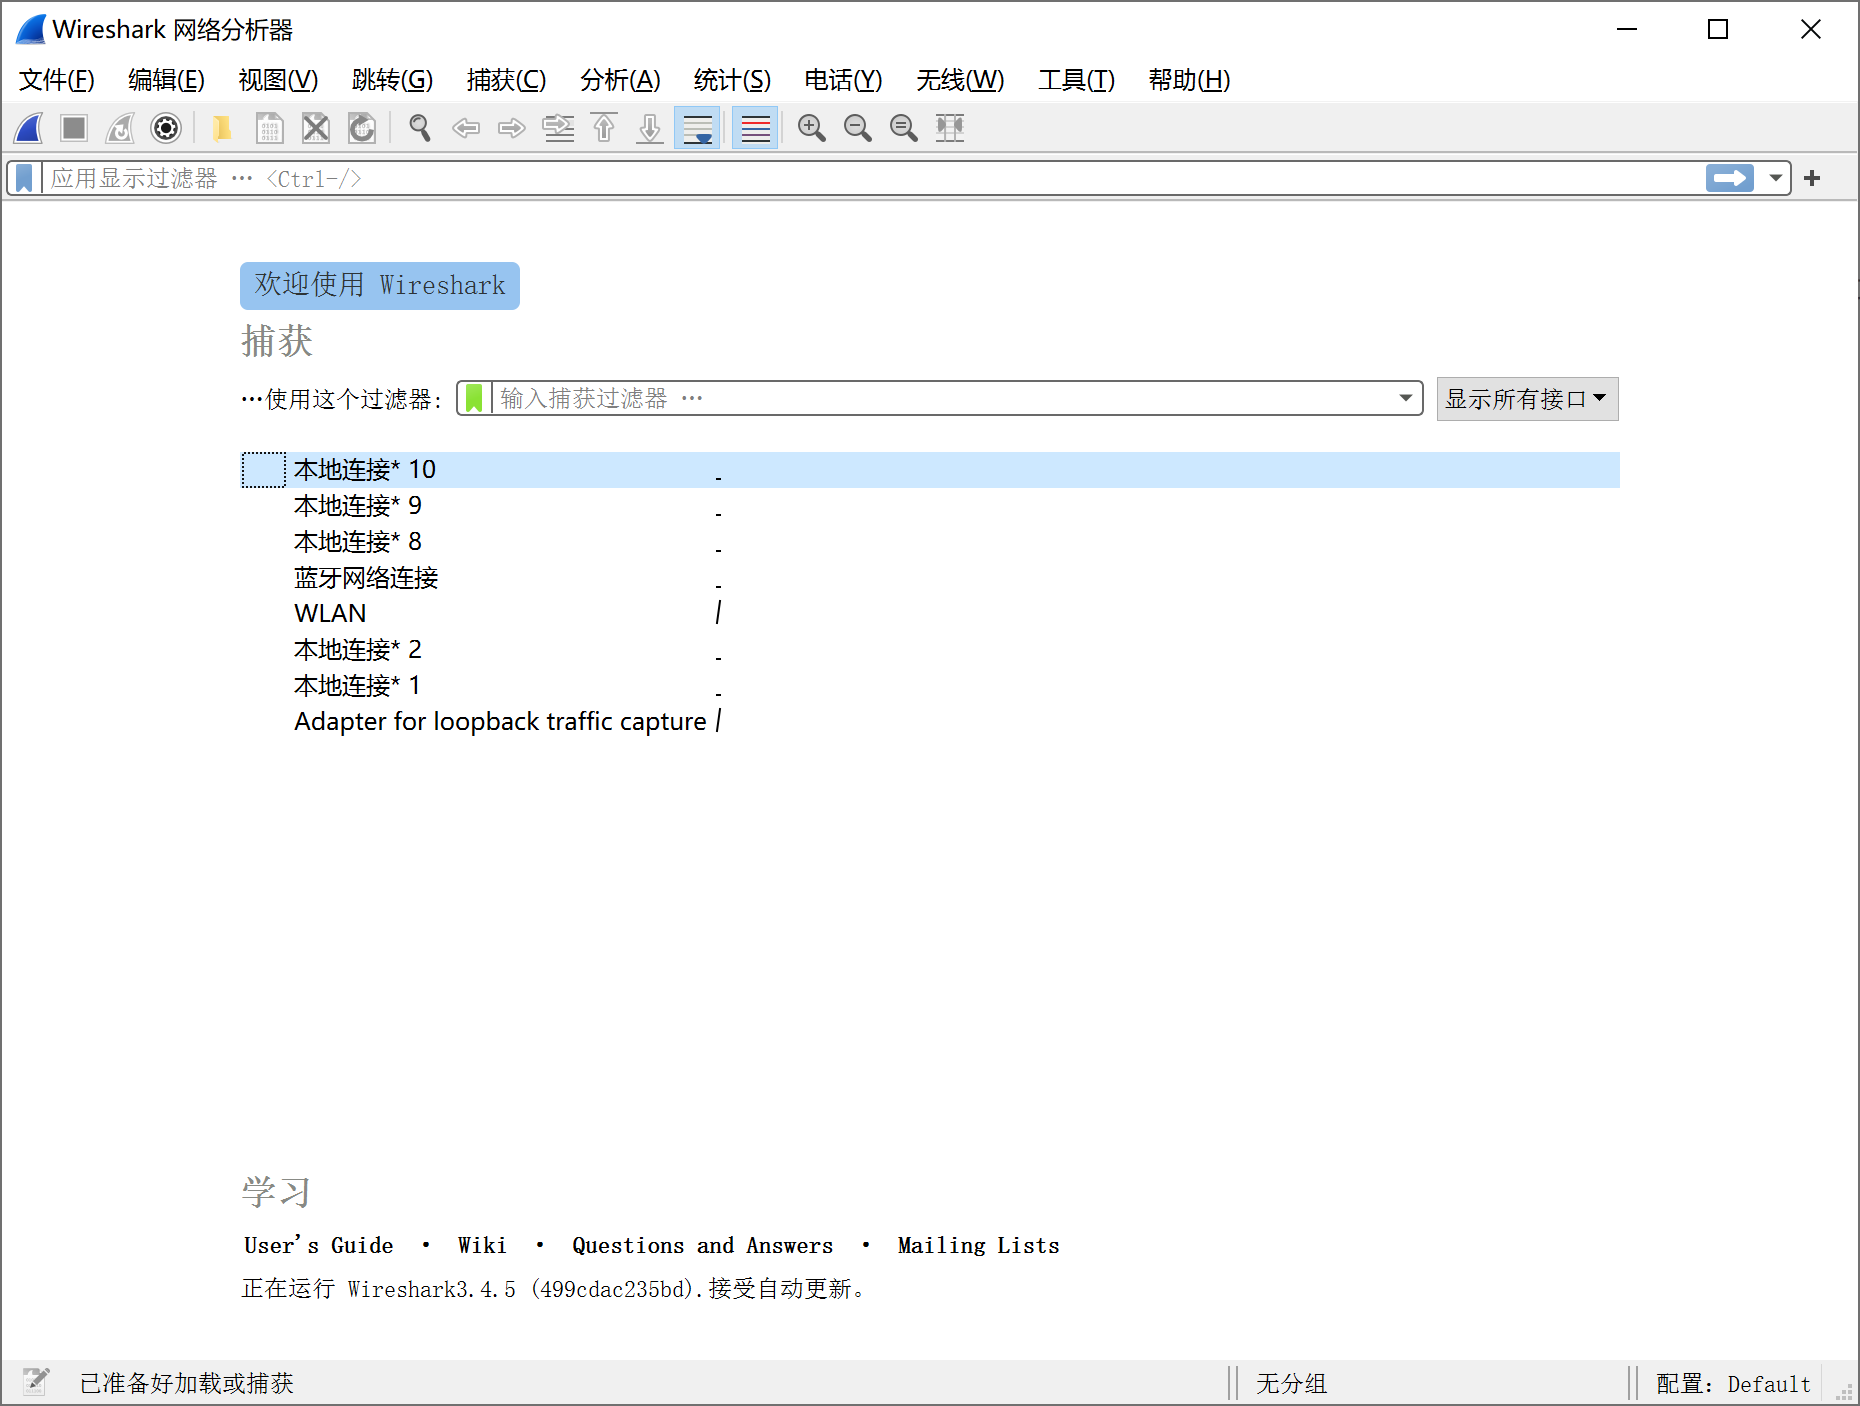 Wireshark 网络分析器
文件(F) 编辑(E) 视图(V) 跳转(G) 捕获(C) 分析(A) 统计(S) 电话(Y) 无线(W) 工具(T) 帮助(H)
应用显示过滤器 … <Ctrl-/>
欢迎使用 Wireshark
捕获
…使用这个过滤器: 输入捕获过滤器 … 显示所有接口
本地连接* 10
本地连接* 9
本地连接* 8
蓝牙网络连接
WLAN
本地连接* 2
本地连接* 1
Adapter for loopback traffic capture
学习
User's Guide · Wiki · Questions and Answers · Mailing Lists
正在运行 Wireshark3.4.5 (499cdac235bd).接受自动更新。
已准备好加载或捕获 无分组 配置: Default